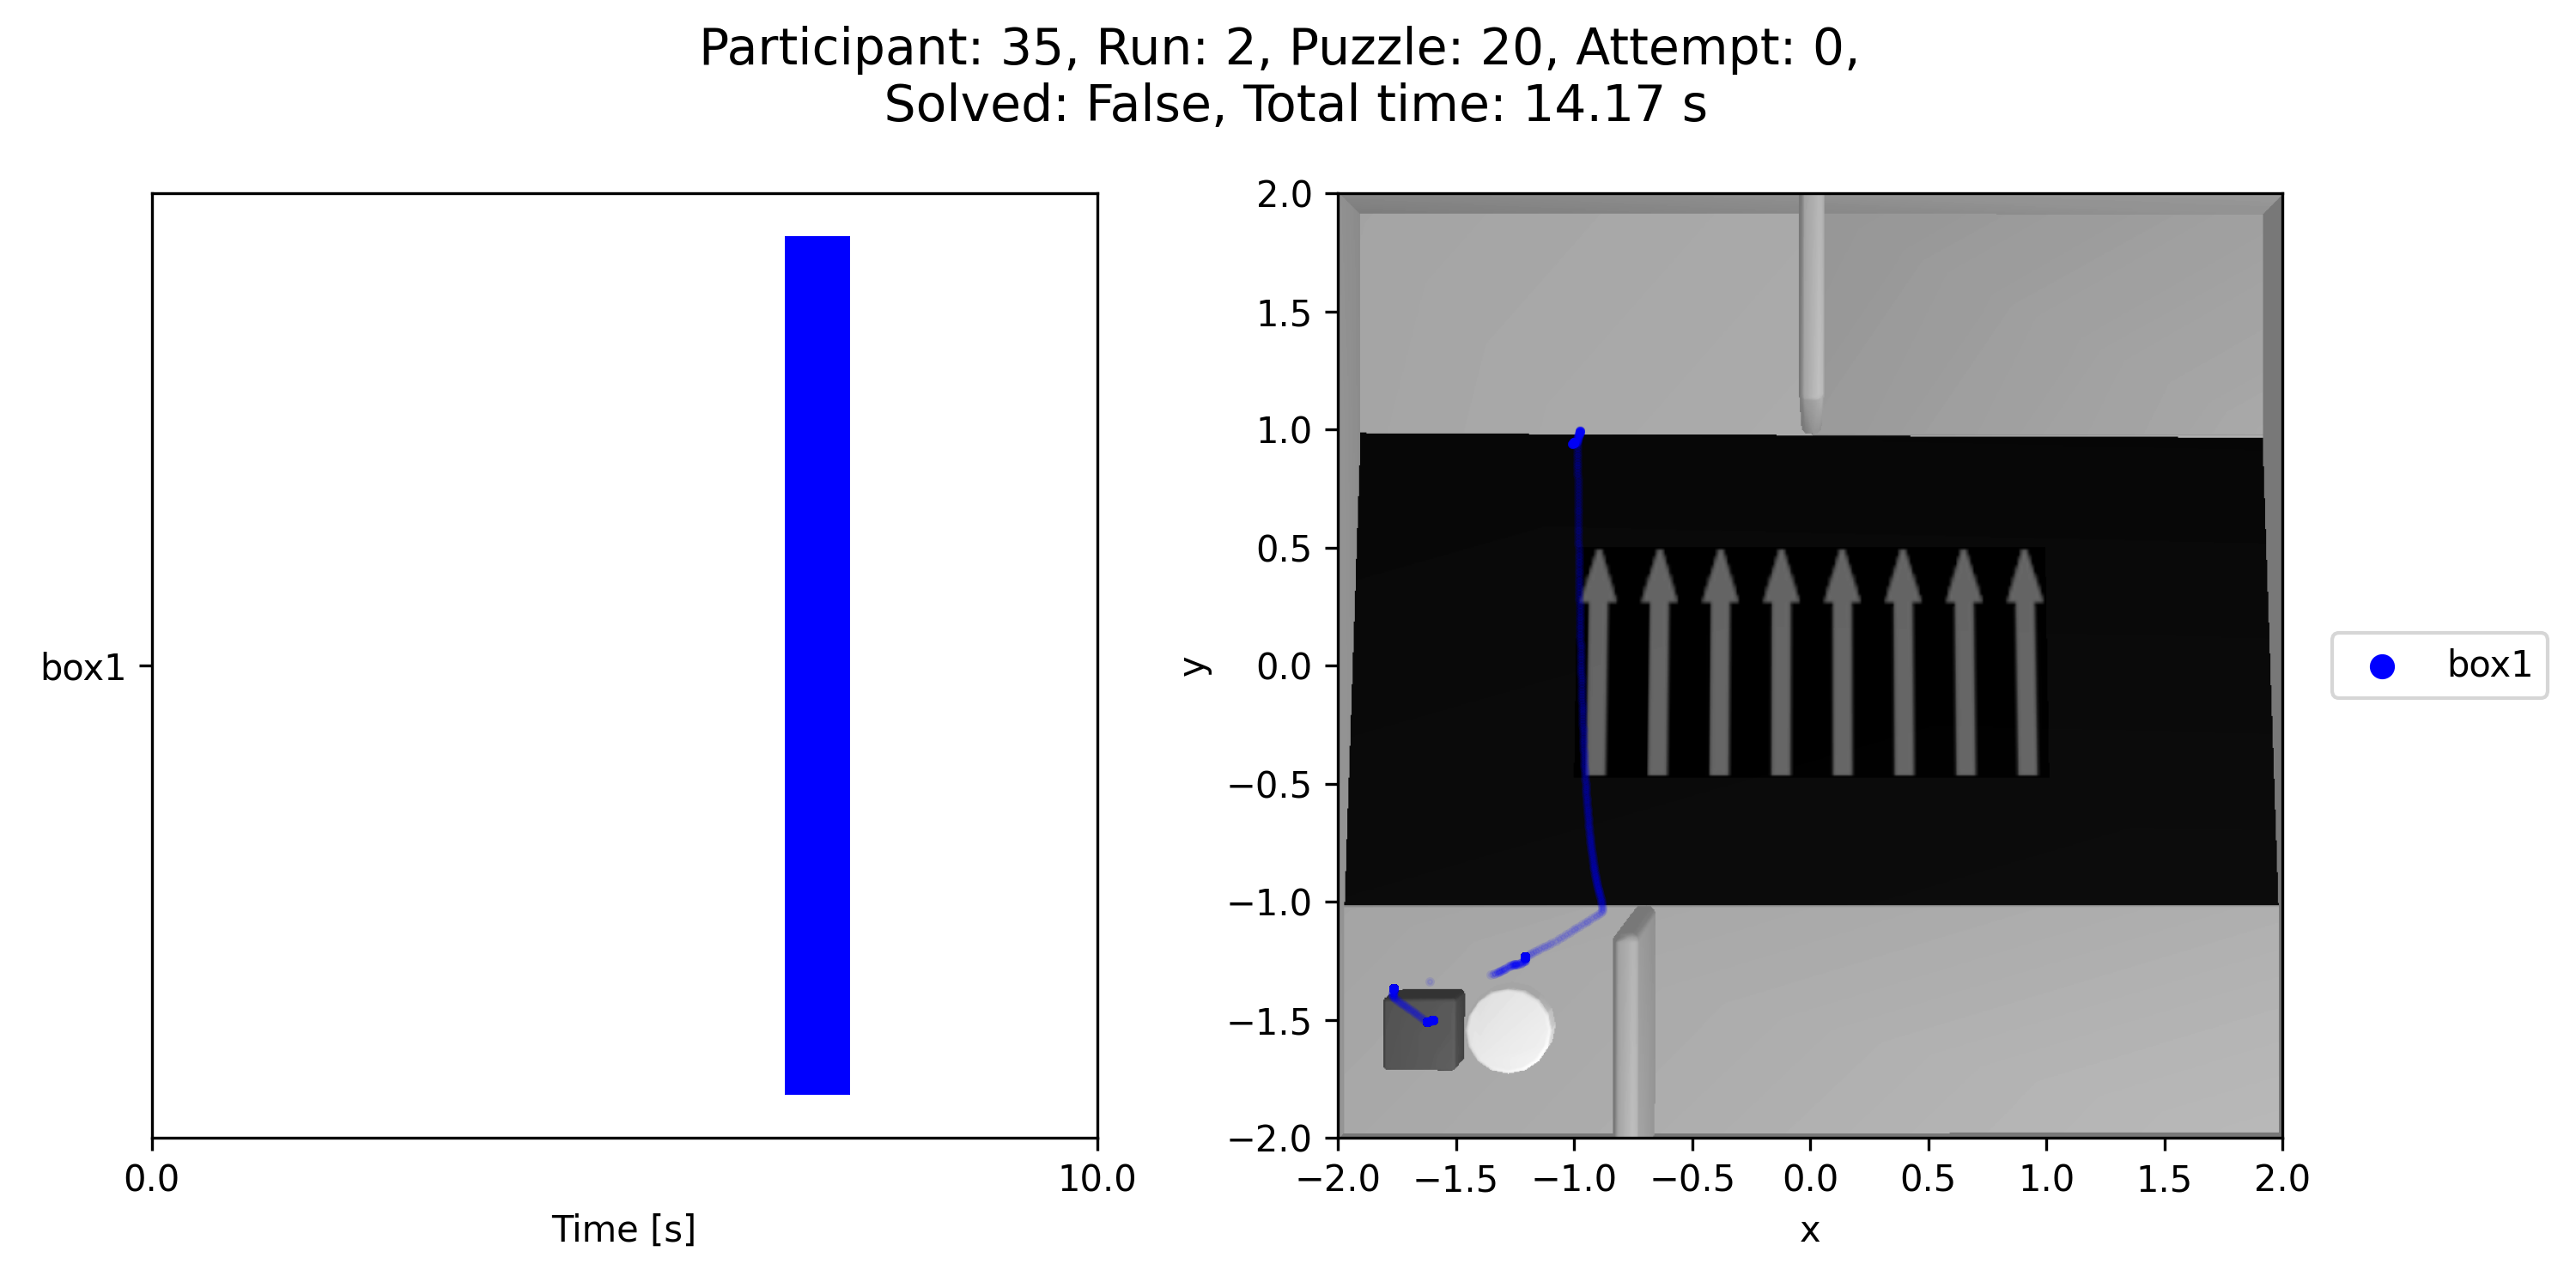 Participant: 35, Run: 2, Puzzle: 20, Attempt: 0,
Solved: False, Total time: 14.17 s
box1
0.0
10.0
Time [s]
2.0
1.5
1.0
0.5
0.0
−0.5
−1.0
−1.5
−2.0
y
−2.0
−1.5
−1.0
−0.5
0.0
0.5
1.0
1.5
2.0
x
box1